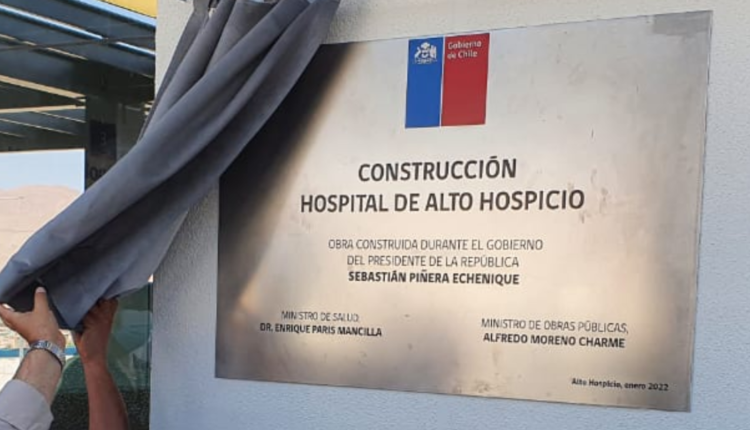 Gobierno
de Chile
CONSTRUCCIÓN
HOSPITAL DE ALTO HOSPICIO
OBRA CONSTRUIDA DURANTE EL GOBIERNO
DEL PRESIDENTE DE LA REPÚBLICA
SEBASTIÁN PIÑERA ECHENIQUE
MINISTRO DE SALUD,
DR. ENRIQUE PARIS MANCILLA
MINISTRO DE OBRAS PÚBLICAS,
ALFREDO MORENO CHARME
Alto Hospicio, enero 2022